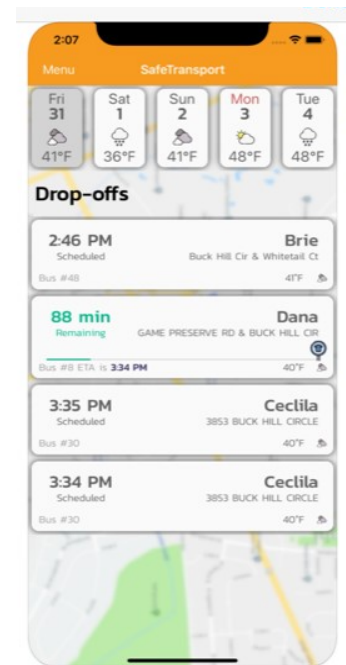 2:07
Menu SafeTransport
Fri Sat Sun Mon Tue
31 1 2 3 4
41°F 36°F 41°F 48°F 48°F
Drop-offs
2:46 PM Brie
Scheduled Buck Hill Cir & Whitetail Ct
Bus #48 41°F
88 min Dana
Remaining GAME PRESERVE RD & BUCK HILL CIR
Bus #8 ETA is 3:34 PM 40°F
3:35 PM Ceclila
Scheduled 3853 BUCK HILL CIRCLE
Bus #30 40°F
3:34 PM Ceclila
Scheduled 3853 BUCK HILL CIRCLE
Bus #30 40°F